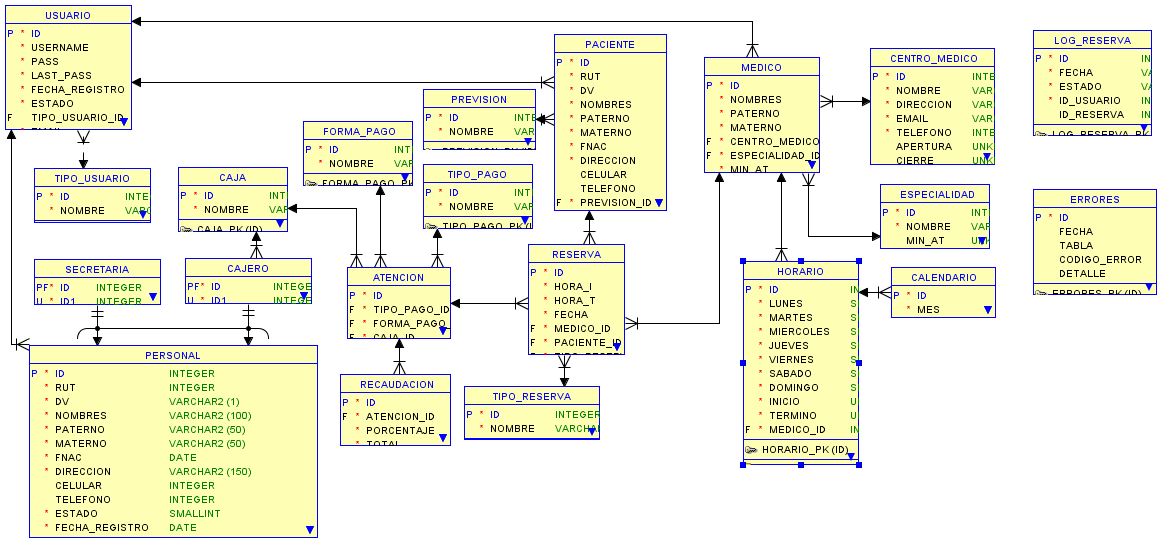 USUARIO
P * ID
* USERNAME
* PASS
* LAST_PASS
* FECHA_REGISTRO
* ESTADO
F TIPO_USUARIO_ID
TIPO_USUARIO
P * ID INTE
* NOMBRE VARC
CAJA
P * ID INT
* NOMBRE VAR
CAJA_PK (ID)
FORMA_PAGO
P * ID INT
* NOMBRE VAR
FORMA_PAGO_PK
PREVISION
P * ID INTE
* NOMBRE VAR
TIPO_PAGO
P * ID INT
* NOMBRE VAR
TIPO_PAGO_PK (I
PACIENTE
P * ID
* RUT
* DV
* NOMBRES
* PATERNO
* MATERNO
* FNAC
* DIRECCION
CELULAR
TELEFONO
F * PREVISION_ID
MEDICO
P * ID
* NOMBRES
* PATERNO
* MATERNO
F * CENTRO_MEDICO
F * ESPECIALIDAD_ID
* MIN_AT
CENTRO_MEDICO
P * ID INTE
* NOMBRE VAR
* DIRECCION VAR
* EMAIL VAR
* TELEFONO INTE
APERTURA UNK
CIERRE UNK
ESPECIALIDAD
P * ID INT
* NOMBRE VAR
MIN_AT
LOG_RESERVA
P * ID IN
* FECHA VA
* ESTADO VA
* ID_USUARIO IN
ID_RESERVA IN
LOG_RESERVA_PK
ERRORES
P * ID
FECHA
TABLA
CODIGO_ERROR
DETALLE
ERRORES_PK (ID)
SECRETARIA
PF* ID INTEGER
U * ID1 INTEGER
CAJERO
PF* ID INTEGE
U * ID1 INTEGE
ATENCION
P * ID
F * TIPO_PAGO_ID
F * FORMA_PAGO
F * CAJA_ID
RESERVA
P * ID
* HORA_I
* HORA_T
* FECHA
F * MEDICO_ID
F * PACIENTE_ID
HORARIO
P * ID IN
* LUNES S
* MARTES S
* MIERCOLES S
* JUEVES S
* VIERNES S
* SABADO S
* DOMINGO S
* INICIO U
* TERMINO U
F * MEDICO_ID IN
HORARIO_PK (ID)
CALENDARIO
P * ID
* MES
PERSONAL
P * ID INTEGER
* RUT INTEGER
* DV VARCHAR2 (1)
* NOMBRES VARCHAR2 (100)
* PATERNO VARCHAR2 (50)
* MATERNO VARCHAR2 (50)
* FNAC DATE
* DIRECCION VARCHAR2 (150)
CELULAR INTEGER
TELEFONO INTEGER
* ESTADO SMALLINT
* FECHA_REGISTRO DATE
RECAUDACION
P * ID
F * ATENCION_ID
* PORCENTAJE
* TOTAL
TIPO_RESERVA
P * ID INTEGER
* NOMBRE VARCHA